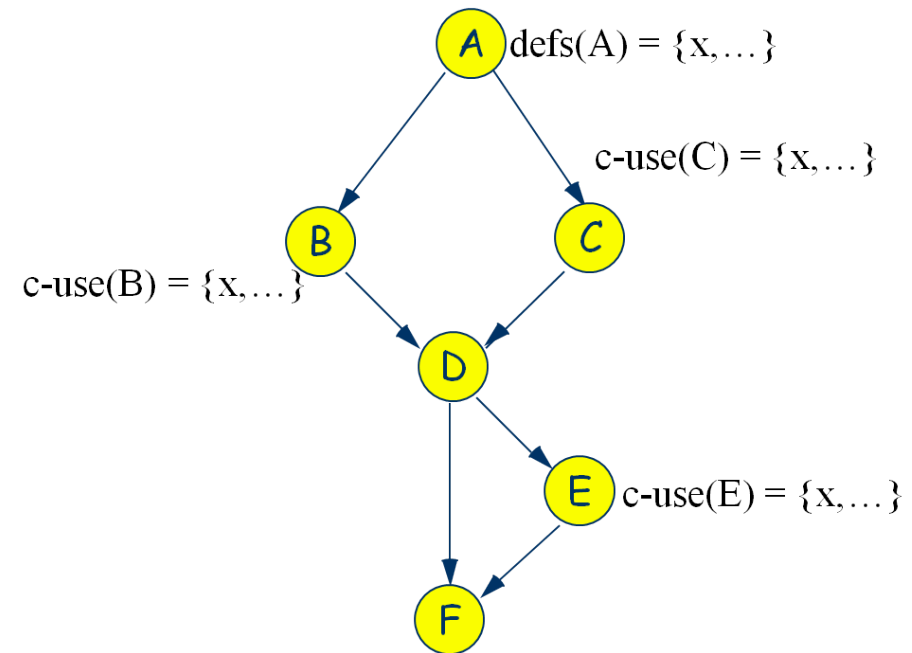 A defs(A) = {x,…}
c-use(C) = {x,…}
B
C
c-use(B) = {x,…}
D
E c-use(E) = {x,…}
F